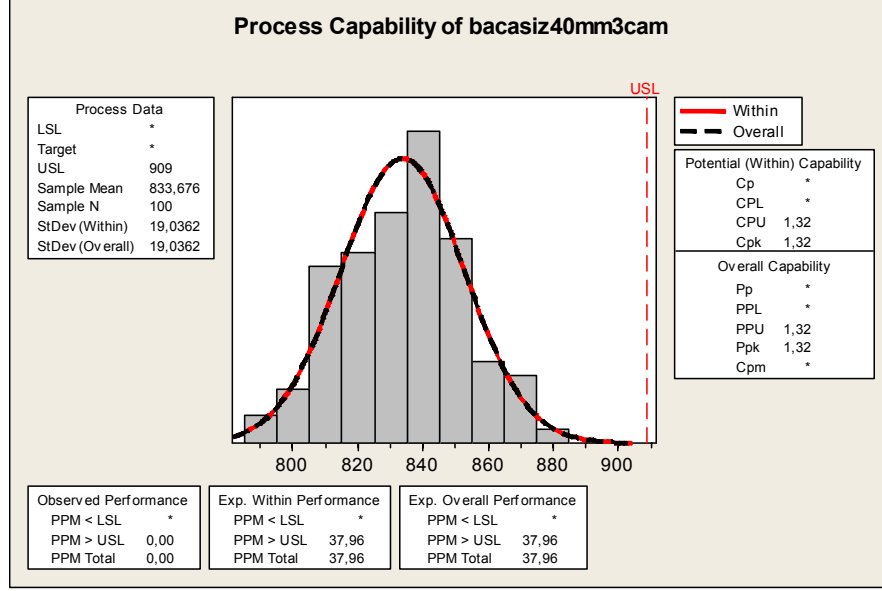 Process Capability of bacasiz40mm3cam
Process Data
LSL *
Target *
USL 909
Sample Mean 833,676
Sample N 100
StDev(Within) 19,0362
StDev(Overall) 19,0362
USL
Within
Overall
Potential (Within) Capability
Cp *
CPL *
CPU 1,32
Cpk 1,32
Overall Capability
Pp *
PPL *
PPU 1,32
Ppk 1,32
Cpm *
800 820 840 860 880 900
Observed Performance
PPM < LSL *
PPM > USL 0,00
PPM Total 0,00
Exp. Within Performance
PPM < LSL *
PPM > USL 37,96
PPM Total 37,96
Exp. Overall Performance
PPM < LSL *
PPM > USL 37,96
PPM Total 37,96